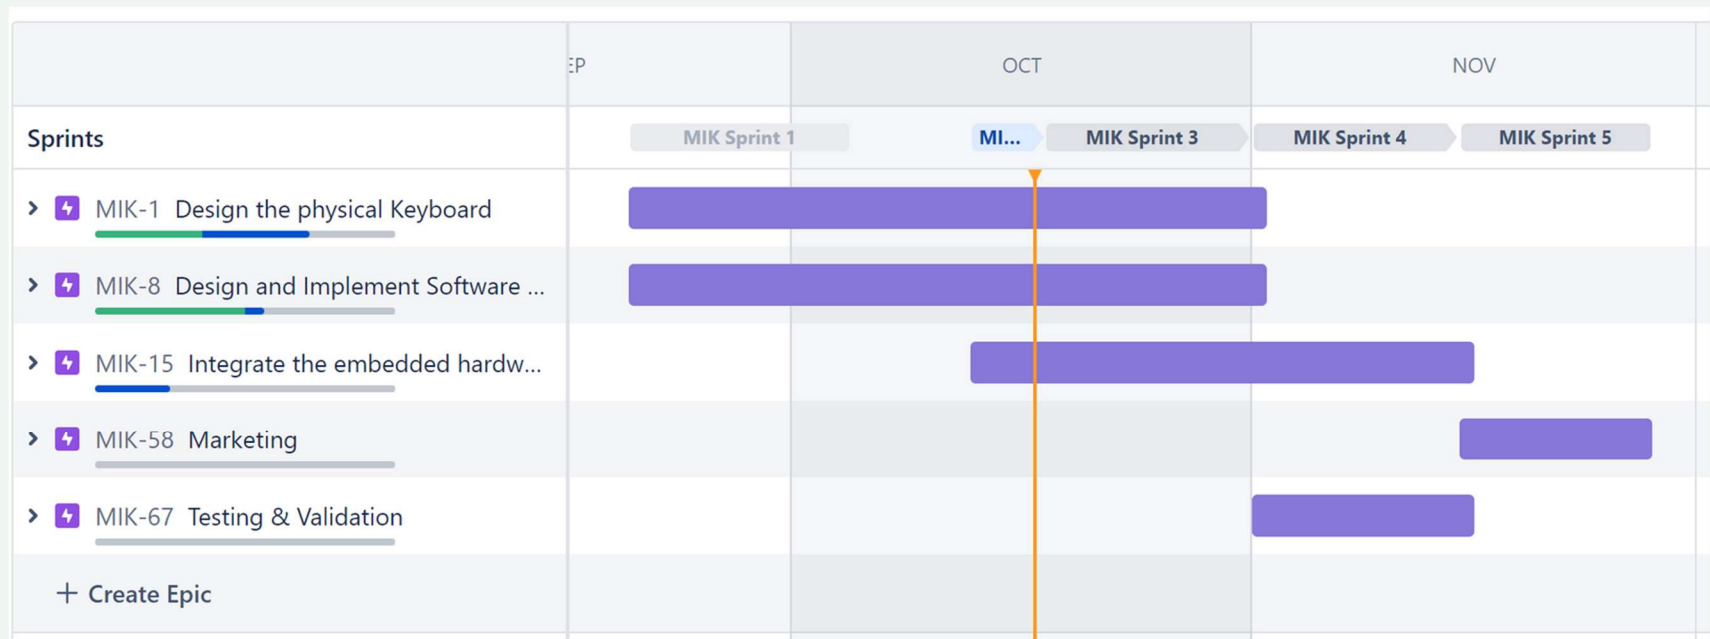 EP OCT NOV
Sprints MIK Sprint 1 MI... MIK Sprint 3 MIK Sprint 4 MIK Sprint 5
MIK-1 Design the physical Keyboard
MIK-8 Design and Implement Software ...
MIK-15 Integrate the embedded hardw...
MIK-58 Marketing
MIK-67 Testing & Validation
+ Create Epic